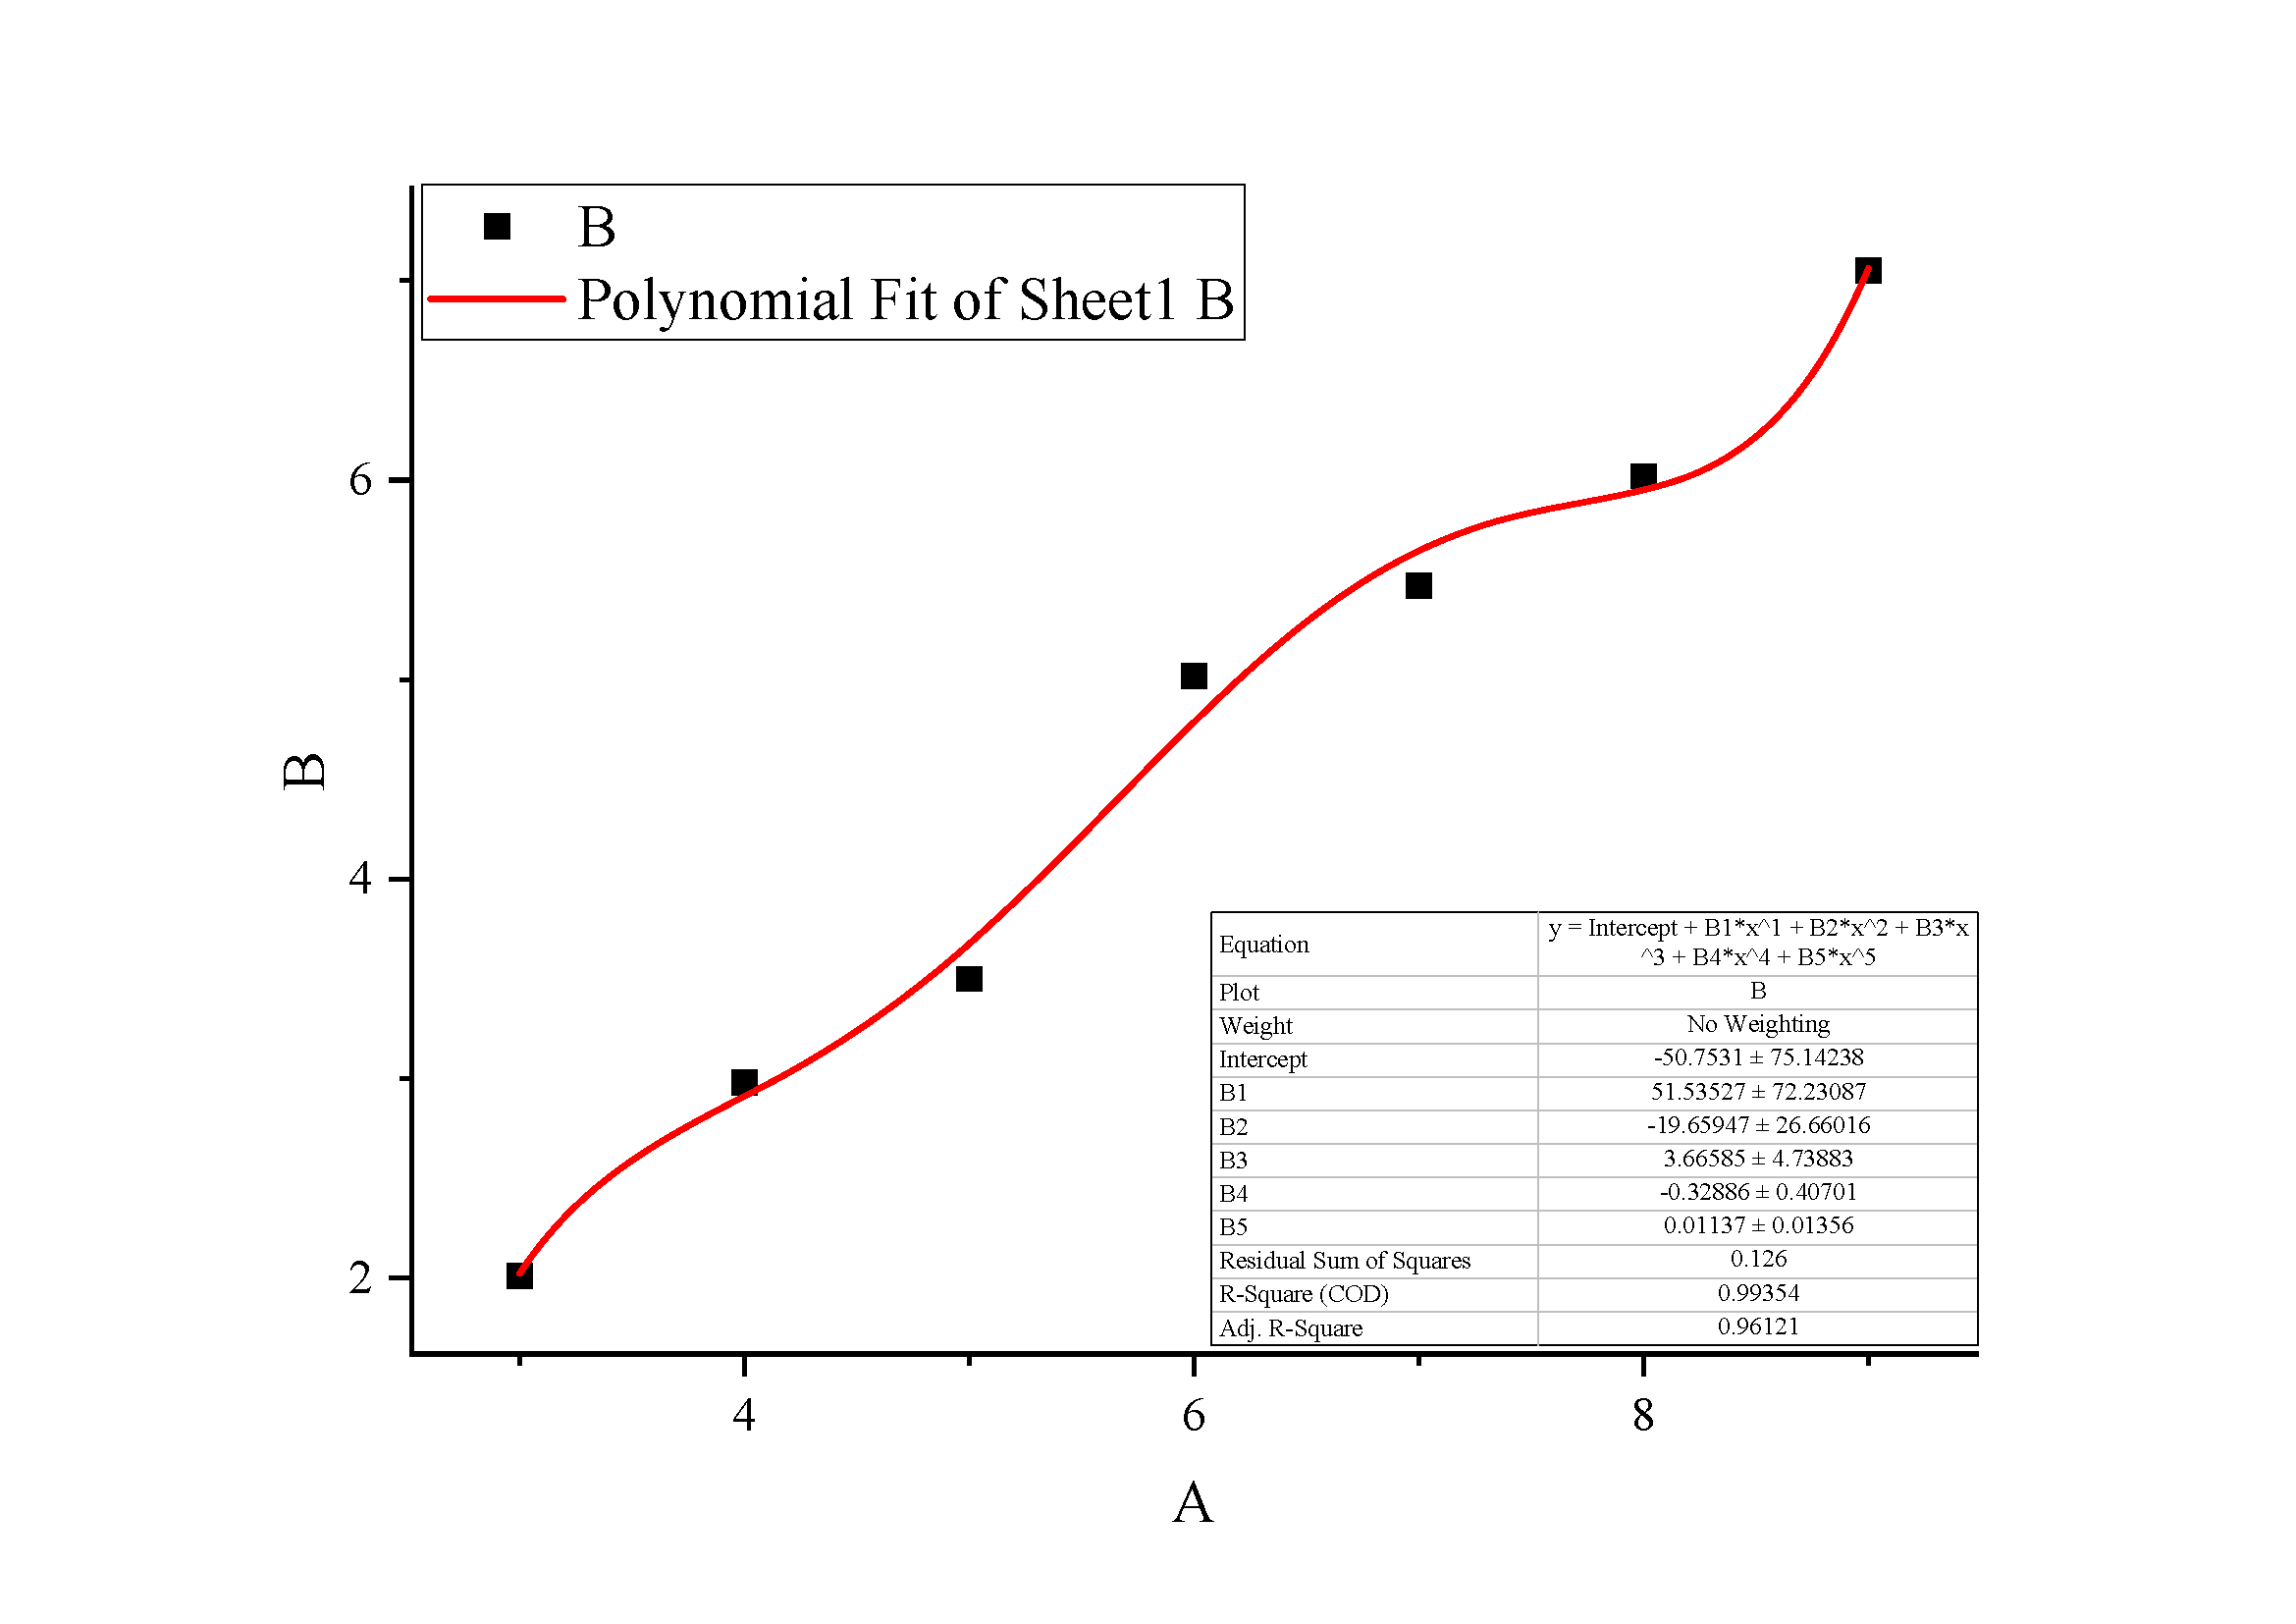 B
Polynomial Fit of Sheet1 B
6
4
2
B
Equation
y = Intercept + B1*x^1 + B2*x^2 + B3*x
^3 + B4*x^4 + B5*x^5
Plot B
Weight No Weighting
Intercept -50.7531 ± 75.14238
B1 51.53527 ± 72.23087
B2 -19.65947 ± 26.66016
B3 3.66585 ± 4.73883
B4 -0.32886 ± 0.40701
B5 0.01137 ± 0.01356
Residual Sum of Squares 0.126
R-Square (COD) 0.99354
Adj. R-Square 0.96121
4 6 8
A